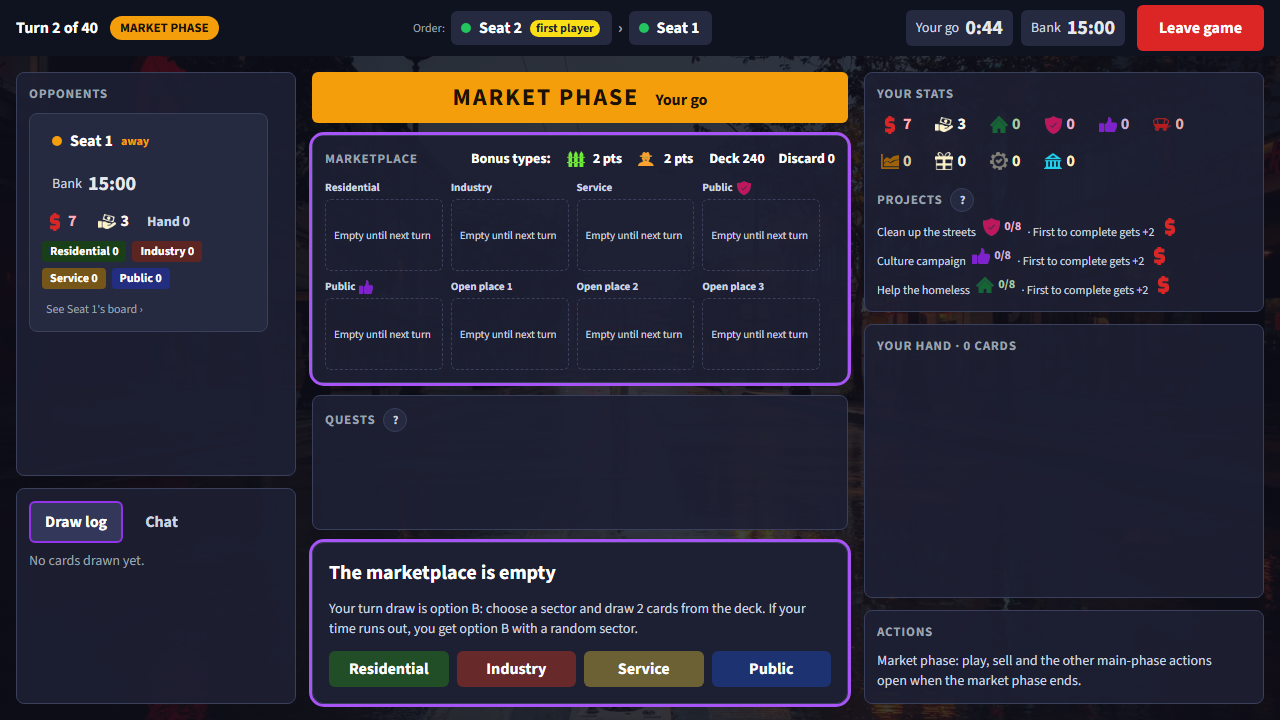 Turn 2 of 40 MARKET PHASE Order: Seat 2 first player › Seat 1 Your go 0:44 Bank 15:00 Leave game
OPPONENTS
Seat 1 away
Bank 15:00
7 3 Hand 0
Residential 0 Industry 0
Service 0 Public 0
See Seat 1's board ›
Draw log Chat
No cards drawn yet.
MARKET PHASE Your go
MARKETPLACE Bonus types: 2 pts 2 pts Deck 240 Discard 0
Residential Industry Service Public
Empty until next turn Empty until next turn Empty until next turn Empty until next turn
Public Open place 1 Open place 2 Open place 3
Empty until next turn Empty until next turn Empty until next turn Empty until next turn
QUESTS ?
The marketplace is empty
Your turn draw is option B: choose a sector and draw 2 cards from the deck. If your
time runs out, you get option B with a random sector.
Residential Industry Service Public
YOUR STATS
7 3 0 0 0 0
0 0 0 0
PROJECTS ?
Clean up the streets 0/8 · First to complete gets +2
Culture campaign 0/8 · First to complete gets +2
Help the homeless 0/8 · First to complete gets +2
YOUR HAND · 0 CARDS
ACTIONS
Market phase: play, sell and the other main-phase actions
open when the market phase ends.